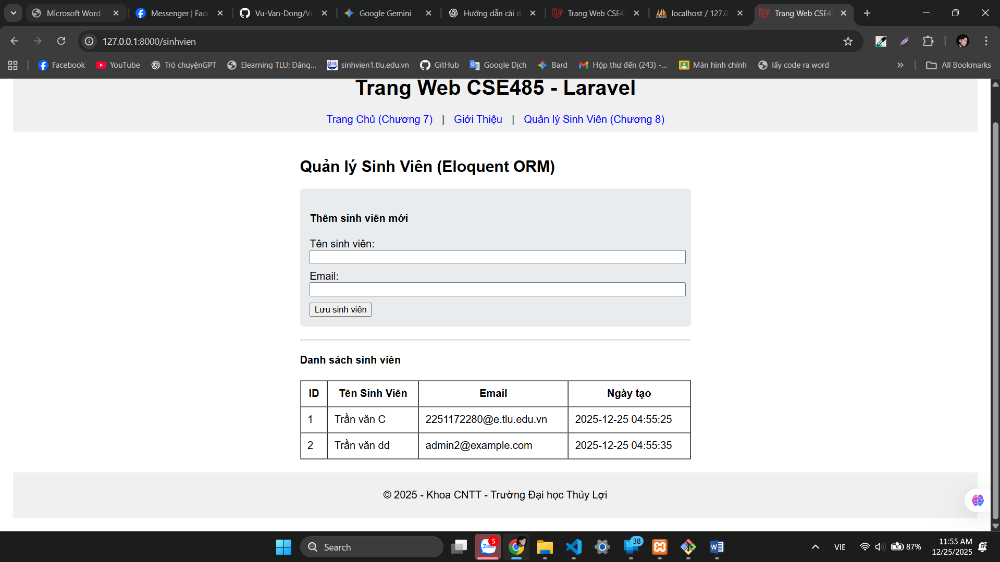 Microsoft Word -
Messenger | Face
Vu-Van-Dong/Vu
Google Gemini
Hướng dẫn cài đ
Trang Web CSE4
localhost / 127.0
Trang Web CSE4
127.0.0.1:8000/sinhvien
Facebook
YouTube
Trò chuyệnGPT
Elearning TLU: Đăng...
sinhvien1.tlu.edu.vn
GitHub
Google Dịch
Bard
Hộp thư đến (243) -...
Màn hình chính
lấy code ra word
All Bookmarks
Trang Web CSE485 - Laravel
Trang Chủ (Chương 7) | Giới Thiệu | Quản lý Sinh Viên (Chương 8)
Quản lý Sinh Viên (Eloquent ORM)
Thêm sinh viên mới
Tên sinh viên:
Email:
Lưu sinh viên
Danh sách sinh viên
ID Tên Sinh Viên Email Ngày tạo
1 Trần văn C 2251172280@e.tlu.edu.vn 2025-12-25 04:55:25
2 Trần văn dd admin2@example.com 2025-12-25 04:55:35
© 2025 - Khoa CNTT - Trường Đại học Thủy Lợi
Search
Zalo
5
38
VIE
87%
11:55 AM
12/25/2025